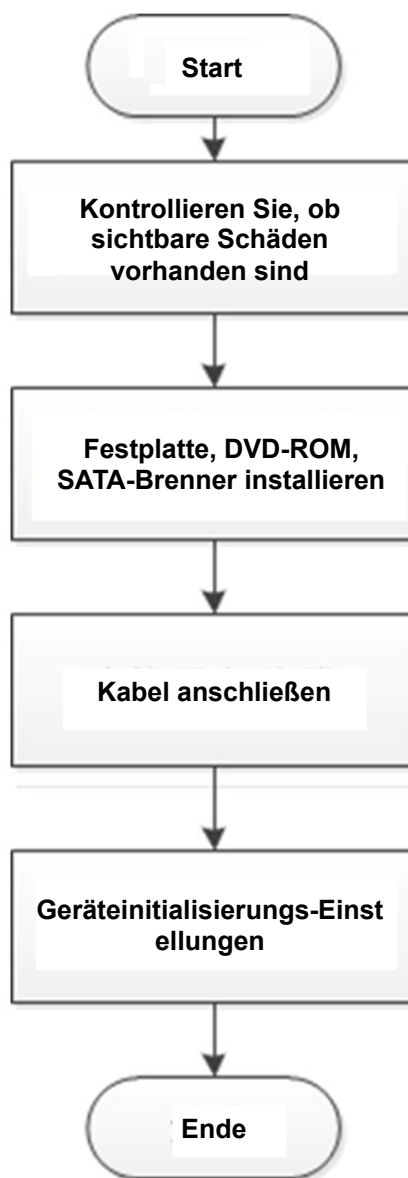 Start
Kontrollieren Sie, ob
sichtbare Schäden
vorhanden sind
Festplatte, DVD-ROM,
SATA-Brenner installieren
Kabel anschließen
Geräteinitialisierungs-Einst
ellungen
Ende